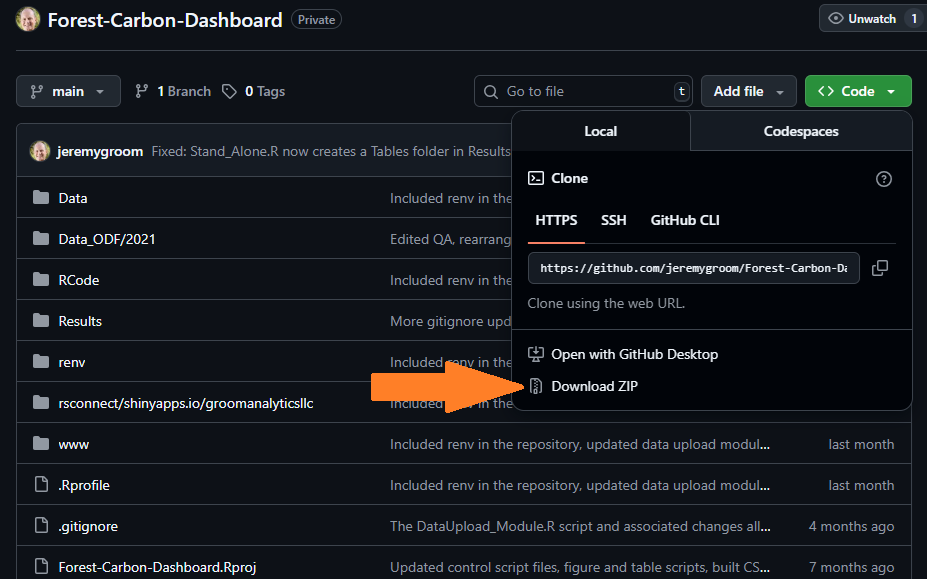 Forest-Carbon-Dashboard Private Unwatch 1
main 1 Branch 0 Tags Go to file t Add file <> Code
Local Codespaces
jeremygroom Fixed: Stand_Alone.R now creates a Tables folder in Results
Clone
Data Included renv in the
HTTPS SSH GitHub CLI
Data_ODF/2021 Edited QA, rearrang
https://github.com/jeremygroom/Forest-Carbon-Da
RCode Included renv in the
Clone using the web URL.
Results More gitignore upd
Open with GitHub Desktop
renv Included renv in the
Download ZIP
rsconnect/shinyapps.io/groomanalyticsllc Included in the
www Included renv in the repository, updated data upload modul... last month
.Rprofile Included renv in the repository, updated data upload modul... last month
.gitignore The DataUpload_Module.R script and associated changes all... 4 months ago
Forest-Carbon-Dashboard.Rproj Updated control script files, figure and table scripts, built CS... 7 months ago